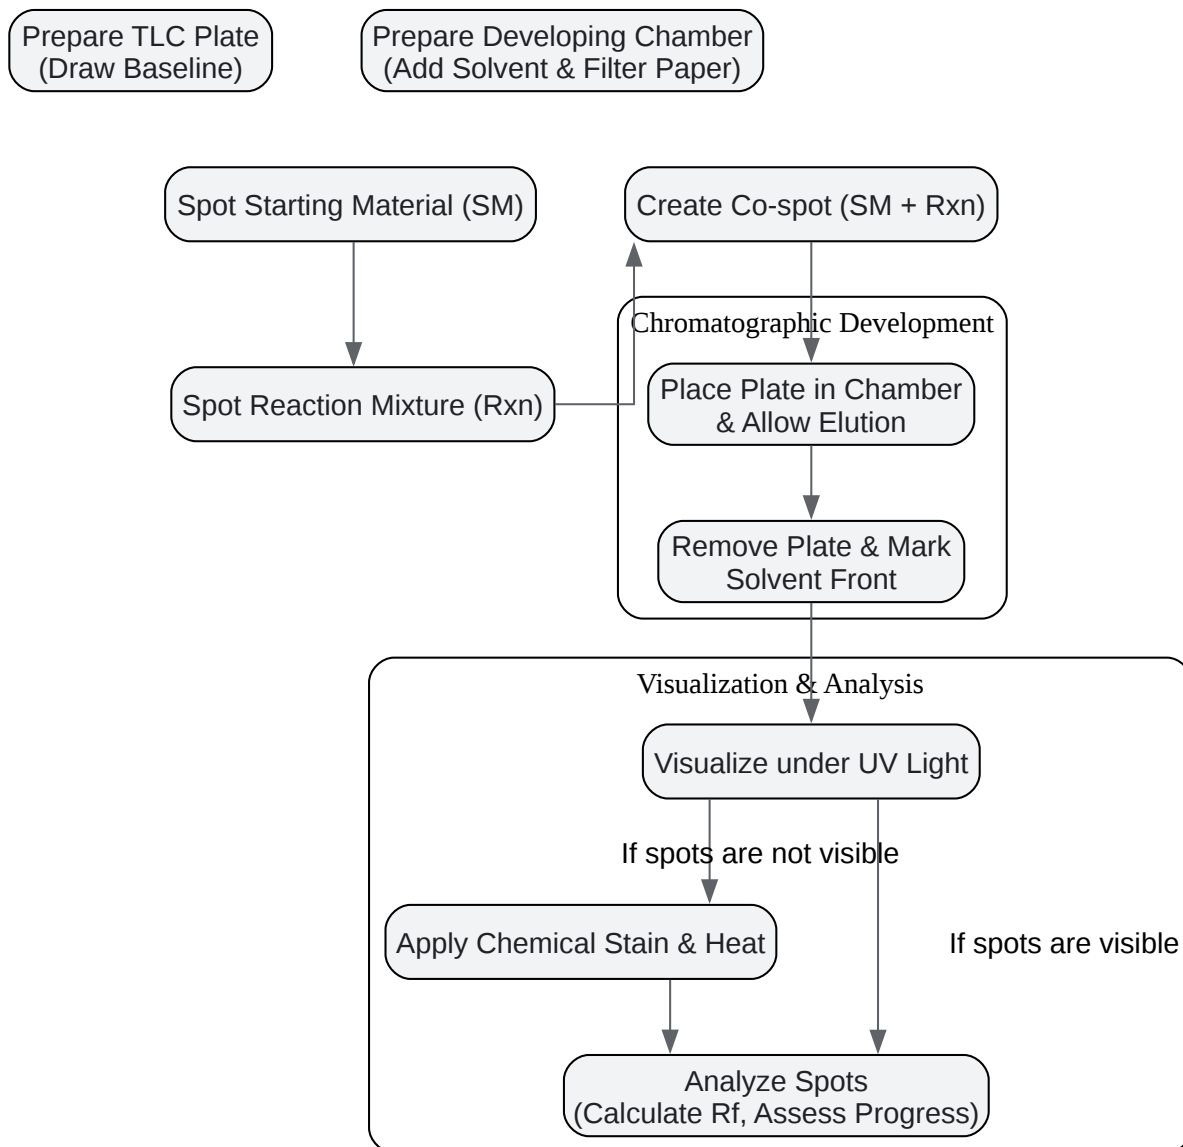 Prepare TLC Plate
(Draw Baseline)
Prepare Developing Chamber
(Add Solvent & Filter Paper)
Spot Starting Material (SM)
Create Co-spot (SM + Rxn)
Chromatographic Development
Spot Reaction Mixture (Rxn)
Place Plate in Chamber
& Allow Elution
Remove Plate & Mark
Solvent Front
Visualization & Analysis
Visualize under UV Light
If spots are not visible
Apply Chemical Stain & Heat
If spots are visible
Analyze Spots
(Calculate Rf, Assess Progress)